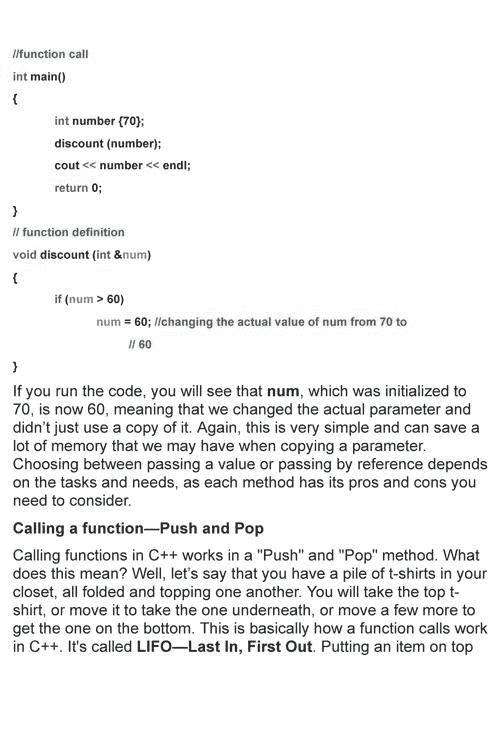 //function call
int main()
{
int number {70};
discount (number);
cout << number << endl;
return 0;
}
// function definition
void discount (int &num)
{
if (num > 60)
num = 60; //changing the actual value of num from 70 to
// 60
}
If you run the code, you will see that num, which was initialized to
70, is now 60, meaning that we changed the actual parameter and
didn’t just use a copy of it. Again, this is very simple and can save a
lot of memory that we may have when copying a parameter.
Choosing between passing a value or passing by reference depends
on the tasks and needs, as each method has its pros and cons you
need to consider.
Calling a function—Push and Pop
Calling functions in C++ works in a "Push" and "Pop" method. What
does this mean? Well, let’s say that you have a pile of t-shirts in your
closet, all folded and topping one another. You will take the top t-
shirt, or move it to take the one underneath, or move a few more to
get the one on the bottom. This is basically how a function calls work
in C++. It's called LIFO—Last In, First Out. Putting an item on top